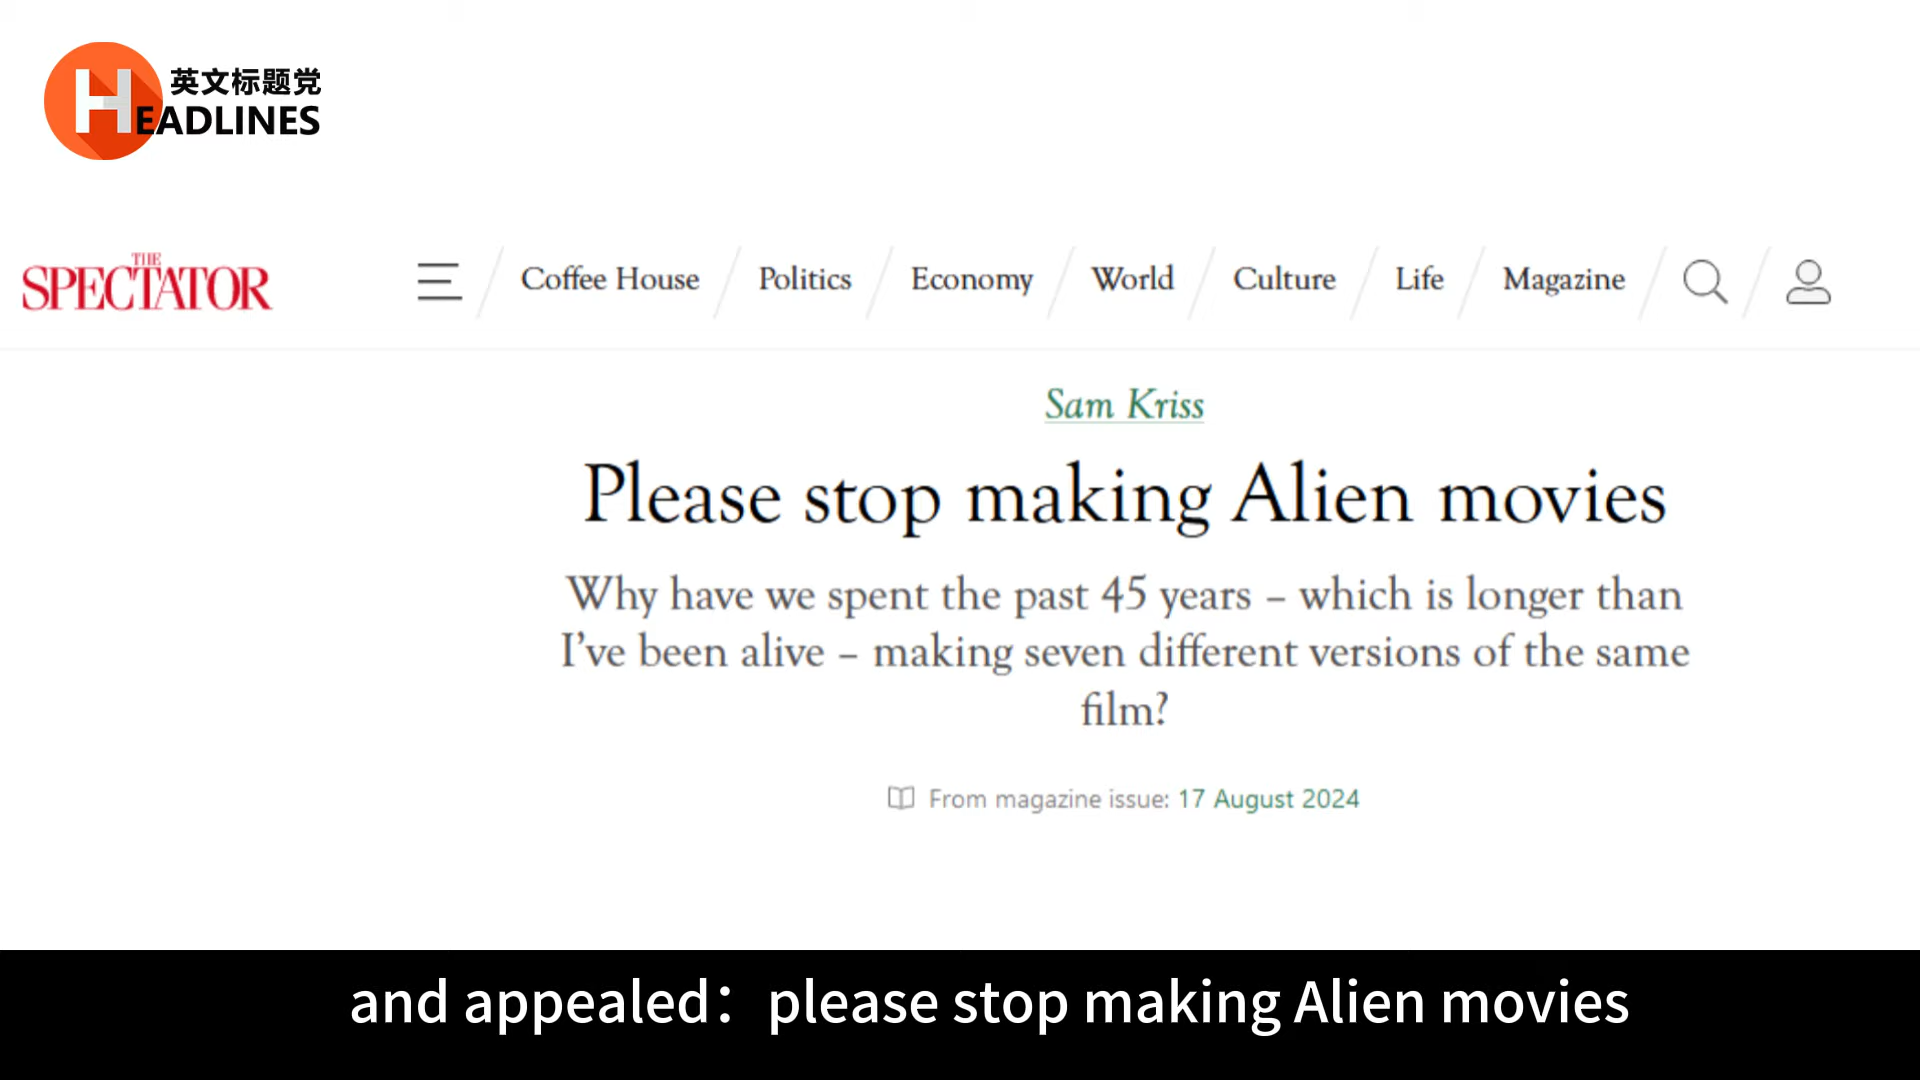 英文标题党
HEADLINES
THE
SPECTATOR
Coffee House
Politics
Economy
World
Culture
Life
Magazine
Sam Kriss
Please stop making Alien movies
Why have we spent the past 45 years – which is longer than
I've been alive – making seven different versions of the same
film?
From magazine issue: 17 August 2024
and appealed：please stop making Alien movies